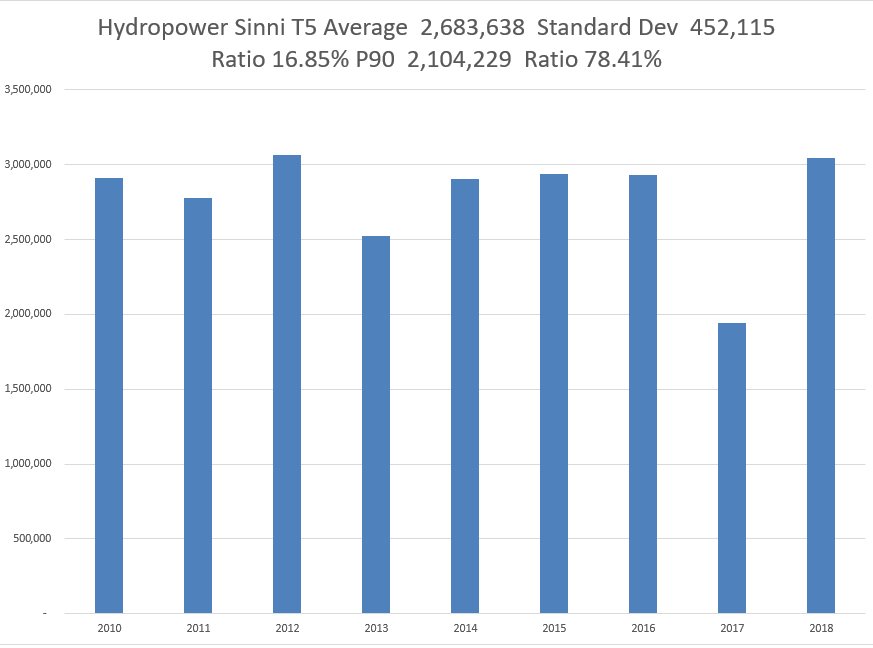 Hydropower Sinni T5 Average  2,683,638  Standard Dev  452,115
Ratio 16.85% P90  2,104,229  Ratio 78.41%
3,500,000
3,000,000
2,500,000
2,000,000
1,500,000
1,000,000
500,000
-
2010 2011 2012 2013 2014 2015 2016 2017 2018